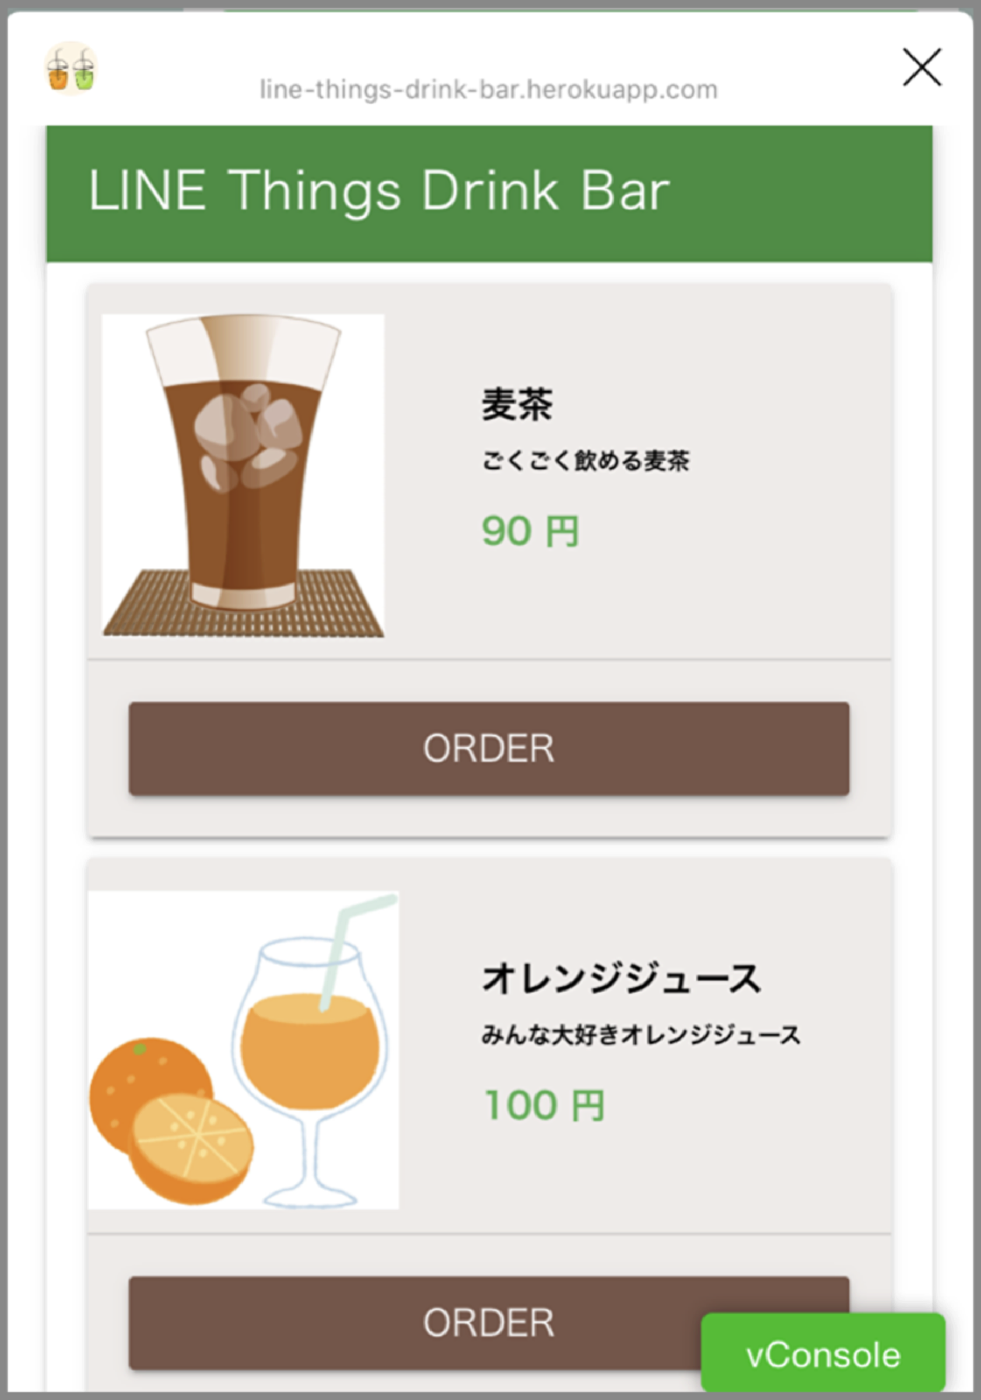 line-things-drink-bar.herokuapp.com
LINE Things Drink Bar
麦茶
ごくごく飲める麦茶
90 円
ORDER
オレンジジュース
みんな大好きオレンジジュース
100 円
ORDER
vConsole